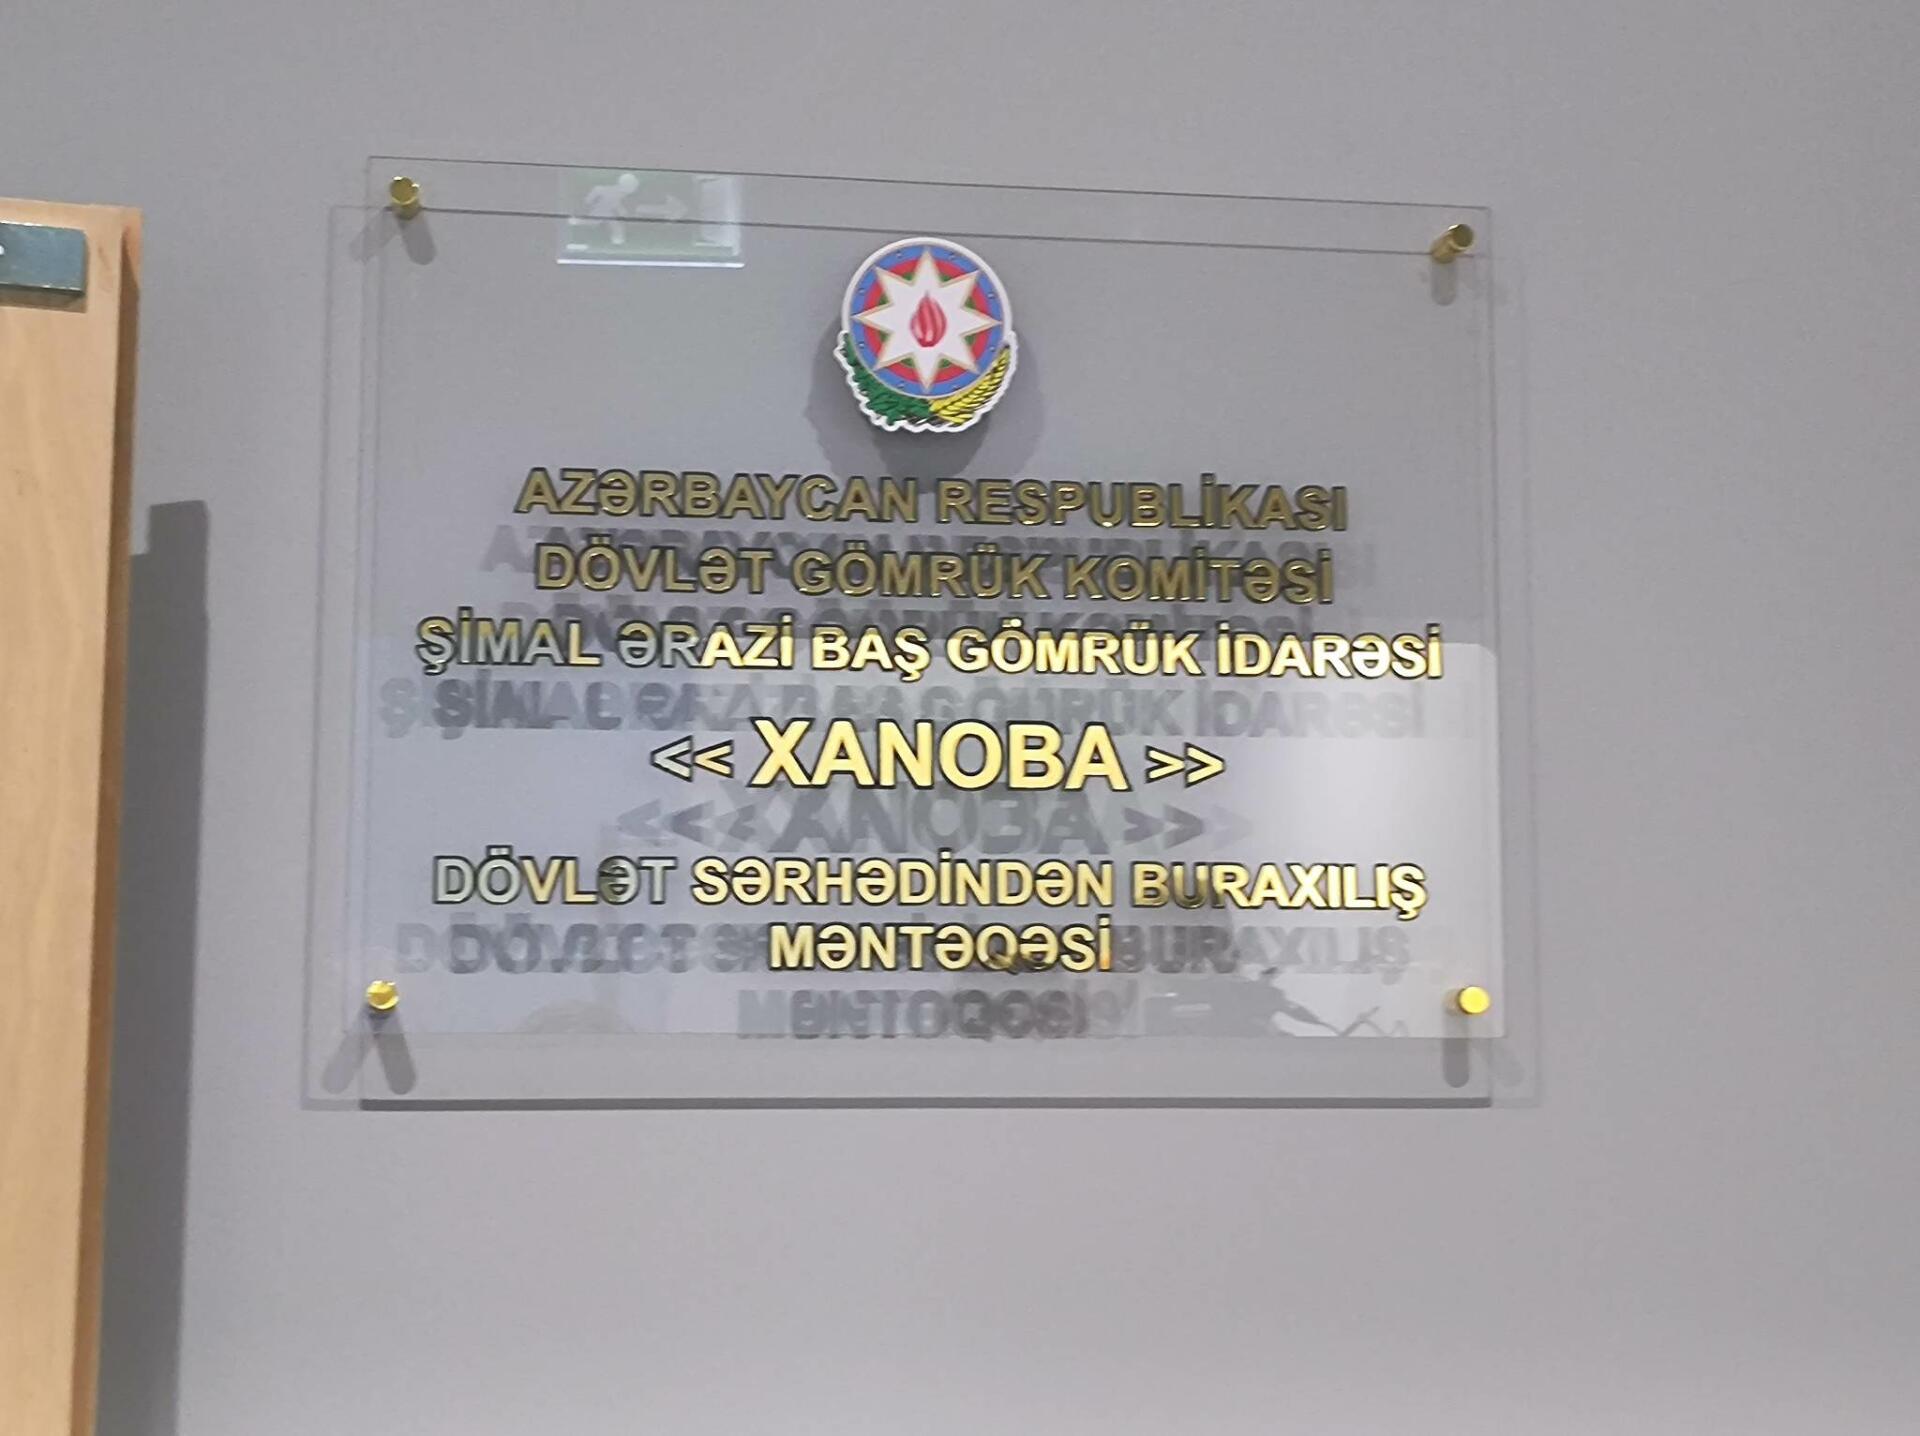 AZƏRBAYCAN RESPUBLİKASI
DÖVLƏT GÖMRÜK KOMİTƏSİ
ŞİMAL ƏRAZİ BAŞ GÖMRÜK İDARƏSİ
<< XANOBA >>
DÖVLƏT SƏRHƏDİNDƏN BURAXILIŞ
MƏNTƏQƏSİ